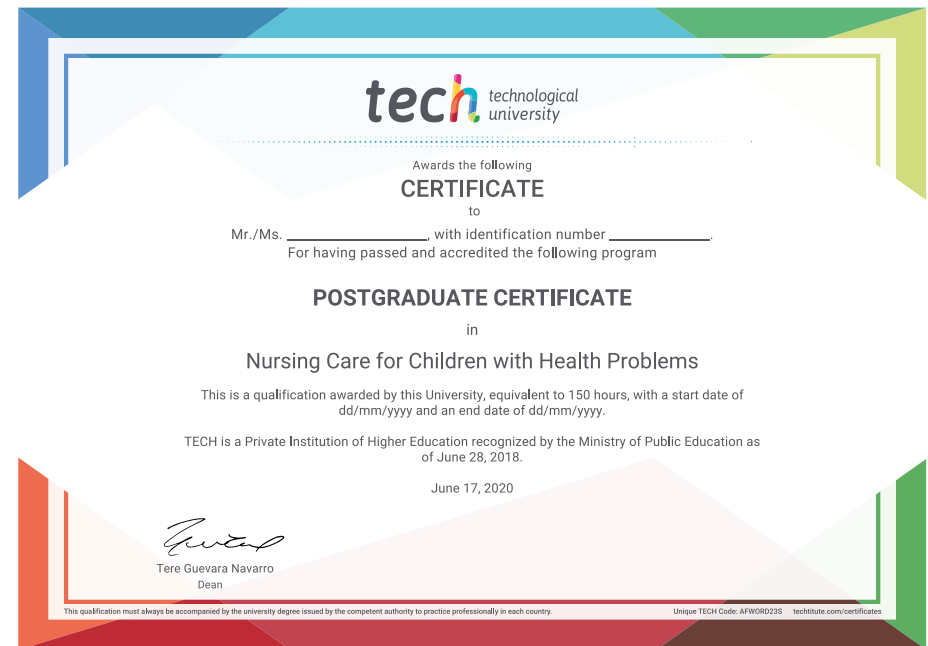 tech technological
university
Awards the following
CERTIFICATE
to
Mr./Ms. ____________________, with identification number ______________.
For having passed and accredited the following program
POSTGRADUATE CERTIFICATE
in
Nursing Care for Children with Health Problems
This is a qualification awarded by this University, equivalent to 150 hours, with a start date of
dd/mm/yyyy and an end date of dd/mm/yyyy.
TECH is a Private Institution of Higher Education recognized by the Ministry of Public Education as
of June 28, 2018.
June 17, 2020
Tere Guevara Navarro
Dean
This qualification must always be accompanied by the university degree issued by the competent authority to practice professionally in each country.
Unique TECH Code: AFWORD23S techtitute.com/certificates